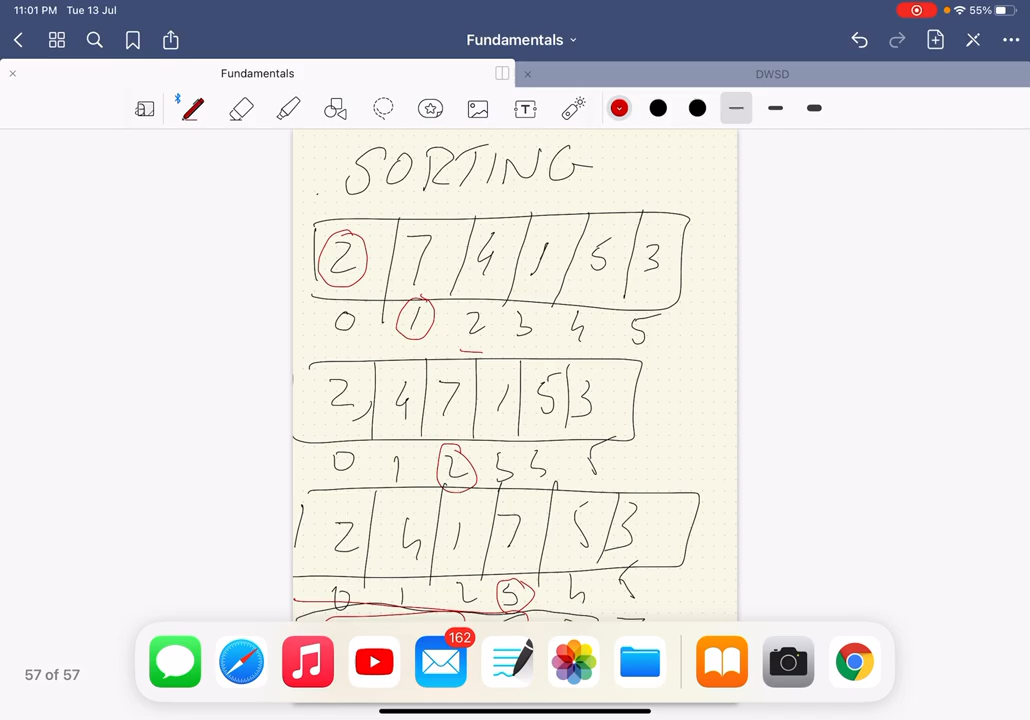 11:01 PM Tue 13 Jul
55%
Fundamentals
Fundamentals
DWSD
T
SORTING
2 7 4 1 5 3
0 1 2 3 4 5
2, 4 7 1 5 3
0 1 2 3 4 5
2 4 1 7 5 3
0 1 2 3 4 5
162
57 of 57